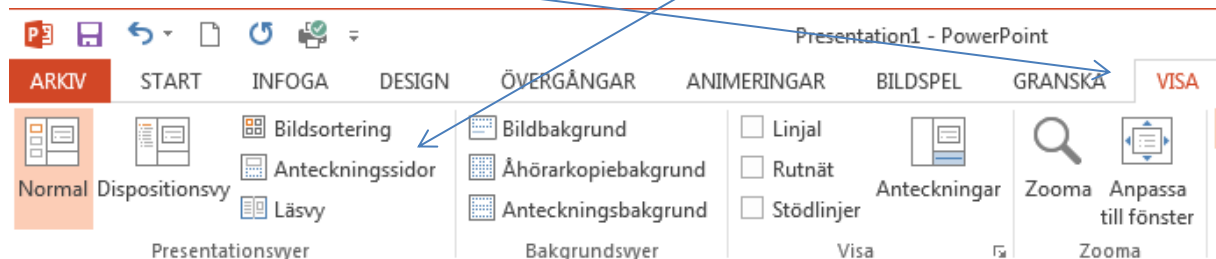 Presentation1 - PowerPoint
ARKIV START INFOGA DESIGN ÖVERGÅNGAR ANIMERINGAR BILDSPEL GRANSKA VISA
Normal
Dispositionsvy
Bildsortering
Anteckningssidor
Läsvy
Presentationsvyer
Bildbakgrund
Åhörarkopiebakgrund
Anteckningsbakgrund
Bakgrundsvyer
Linjal
Rutnät
Stödlinjer
Anteckningar
Visa
Zooma
Anpassa
till fönster
Zooma